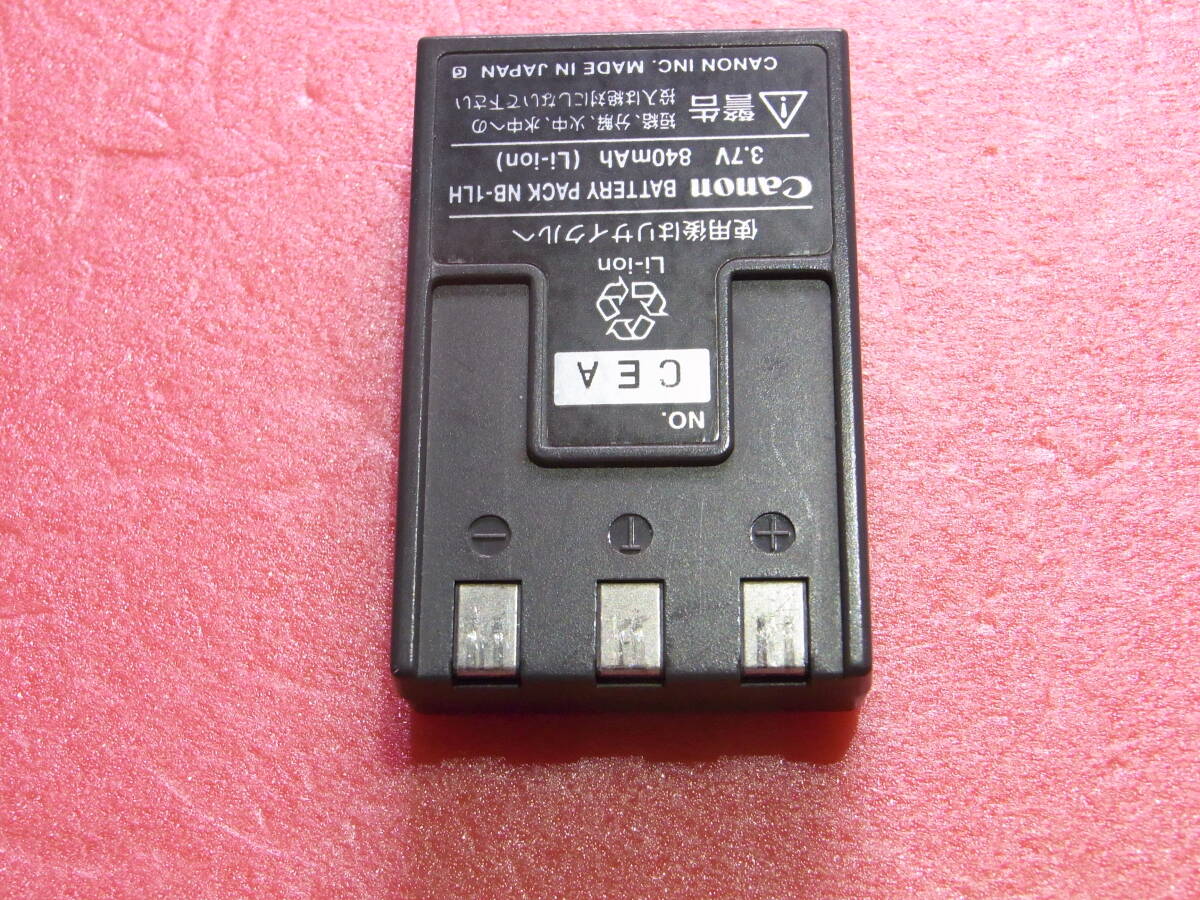 NO.
CEA
Li-ion
使用後はリサイクルへ
Canon BATTERY PACK NB-1LH
3.7V 840mAh (Li-ion)
警告 短絡、分解、火中、水中への
投入は絶対にしないで下さい
CANON INC. MADE IN JAPAN G
- T +